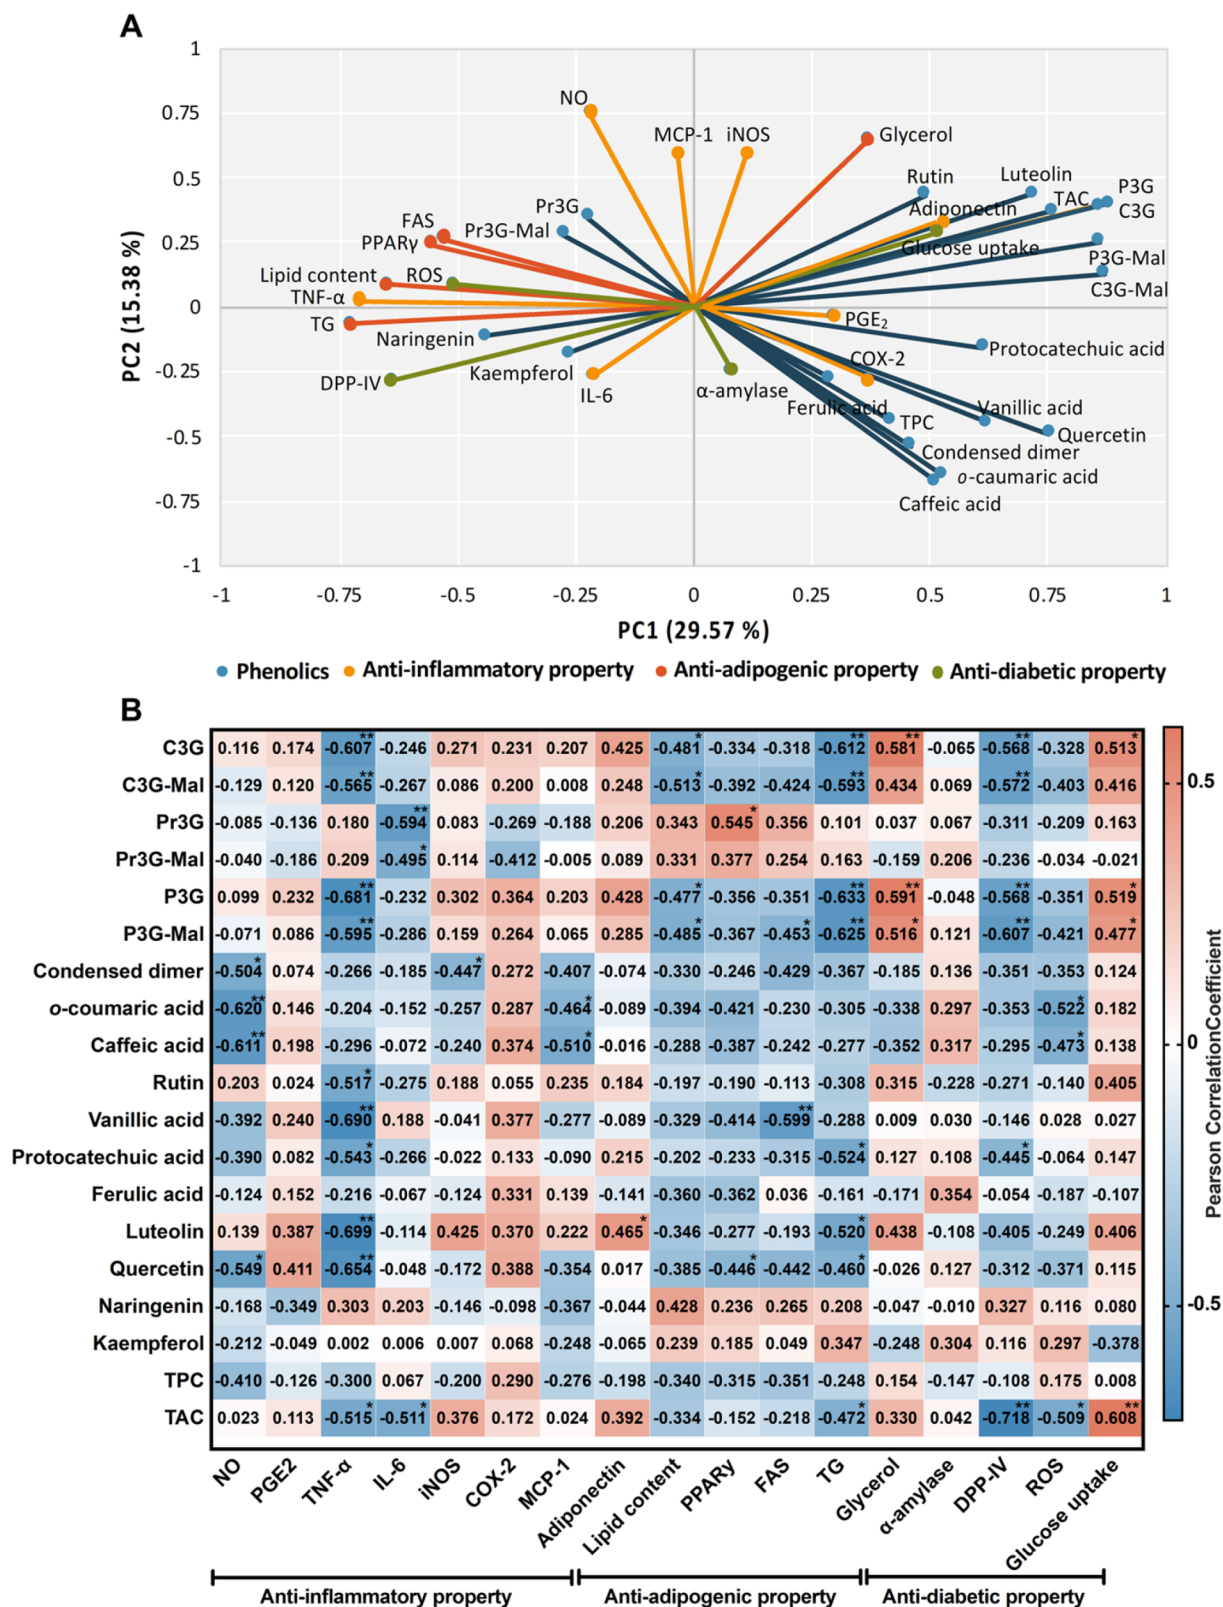 A
1
0.75
0.5
0.25
0
-0.25
-0.5
-0.75
-1
PC2 (15.38 %)
NO
MCP-1 iNOS
Glycerol
Rutin
Luteolin
P3G
TAC
C3G
Adiponectin
Pr3G
Pr3G-Mal
FAS
PPARγ
Glucose uptake
P3G-Mal
Lipid content
ROS
C3G-Mal
TNF-α
TG
PGE₂
Naringenin
Protocatechuic acid
COX-2
Kaempferol
DPP-IV
IL-6
α-amylase
Ferulic acid
Vanillic acid
TPC
Quercetin
Condensed dimer
o-caumaric acid
Caffeic acid
-1 -0.75 -0.5 -0.25 0 0.25 0.5 0.75 1
PC1 (29.57 %)
Phenolics Anti-inflammatory property Anti-adipogenic property Anti-diabetic property
B
C3G 0.116 0.174 -0.607** -0.246 0.271 0.231 0.207 0.425 -0.481* -0.334 -0.318 -0.612** 0.581** -0.065 -0.568** -0.328 0.513*
C3G-Mal -0.129 0.120 -0.565** -0.267 0.086 0.200 0.008 0.248 -0.513* -0.392 -0.424 -0.593** 0.434 0.069 -0.572** -0.403 0.416
Pr3G -0.085 -0.136 0.180 -0.594** 0.083 -0.269 -0.188 0.206 0.343 0.545* 0.356 0.101 0.037 0.067 -0.311 -0.209 0.163
Pr3G-Mal -0.040 -0.186 0.209 -0.495* 0.114 -0.412 -0.005 0.089 0.331 0.377 0.254 0.163 -0.159 0.206 -0.236 -0.034 -0.021
P3G 0.099 0.232 -0.681** -0.232 0.302 0.364 0.203 0.428 -0.477* -0.356 -0.351 -0.633** 0.591** -0.048 -0.568** -0.351 0.519*
P3G-Mal -0.071 0.086 -0.595** -0.286 0.159 0.264 0.065 0.285 -0.485* -0.367 -0.453* -0.625** 0.516* 0.121 -0.607** -0.421 0.477*
Condensed dimer -0.504* 0.074 -0.266 -0.185 -0.447* 0.272 -0.407 -0.074 -0.330 -0.246 -0.429 -0.367 -0.185 0.136 -0.351 -0.353 0.124
o-coumaric acid -0.620** 0.146 -0.204 -0.152 -0.257 0.287 -0.464* -0.089 -0.394 -0.421 -0.230 -0.305 -0.338 0.297 -0.353 -0.522* 0.182
Caffeic acid -0.611** 0.198 -0.296 -0.072 -0.240 0.374 -0.510* -0.016 -0.288 -0.387 -0.242 -0.277 -0.352 0.317 -0.295 -0.473* 0.138
Rutin 0.203 0.024 -0.517* -0.275 0.188 0.055 0.235 0.184 -0.197 -0.190 -0.113 -0.308 0.315 -0.228 -0.271 -0.140 0.405
Vanillic acid -0.392 0.240 -0.690** 0.188 -0.041 0.377 -0.277 -0.089 -0.329 -0.414 -0.599** -0.288 0.009 0.030 -0.146 0.028 0.027
Protocatechuic acid -0.390 0.082 -0.543* -0.266 -0.022 0.133 -0.090 0.215 -0.202 -0.233 -0.315 -0.524* 0.127 0.108 -0.445* -0.064 0.147
Ferulic acid -0.124 0.152 -0.216 -0.067 -0.124 0.331 0.139 -0.141 -0.360 -0.362 0.036 -0.161 -0.171 0.354 -0.054 -0.187 -0.107
Luteolin 0.139 0.387 -0.699** -0.114 0.425 0.370 0.222 0.465* -0.346 -0.277 -0.193 -0.520* 0.438 -0.108 -0.405 -0.249 0.406
Quercetin -0.549* 0.411 -0.654** -0.048 -0.172 0.388 -0.354 0.017 -0.385 -0.446* -0.442 -0.460* -0.026 0.127 -0.312 -0.371 0.115
Naringenin -0.168 -0.349 0.303 0.203 -0.146 -0.098 -0.367 -0.044 0.428 0.236 0.265 0.208 -0.047 -0.010 0.327 0.116 0.080
Kaempferol -0.212 -0.049 0.002 0.006 0.007 0.068 -0.248 -0.065 0.239 0.185 0.049 0.347 -0.248 0.304 0.116 0.297 -0.378
TPC -0.410 -0.126 -0.300 0.067 -0.200 0.290 -0.276 -0.198 -0.340 -0.315 -0.351 -0.248 0.154 -0.147 -0.108 0.175 0.008
TAC 0.023 0.113 -0.515* -0.511* 0.376 0.172 0.024 0.392 -0.334 -0.152 -0.218 -0.472* 0.330 0.042 -0.718** -0.509* 0.608**
0.5
0
-0.5
Pearson CorrelationCoefficient
NO PGE2 TNF-α IL-6 iNOS COX-2 MCP-1 Adiponectin Lipid content PPARγ FAS TG Glycerol α-amylase DPP-IV ROS Glucose uptake
Anti-inflammatory property Anti-adipogenic property Anti-diabetic property